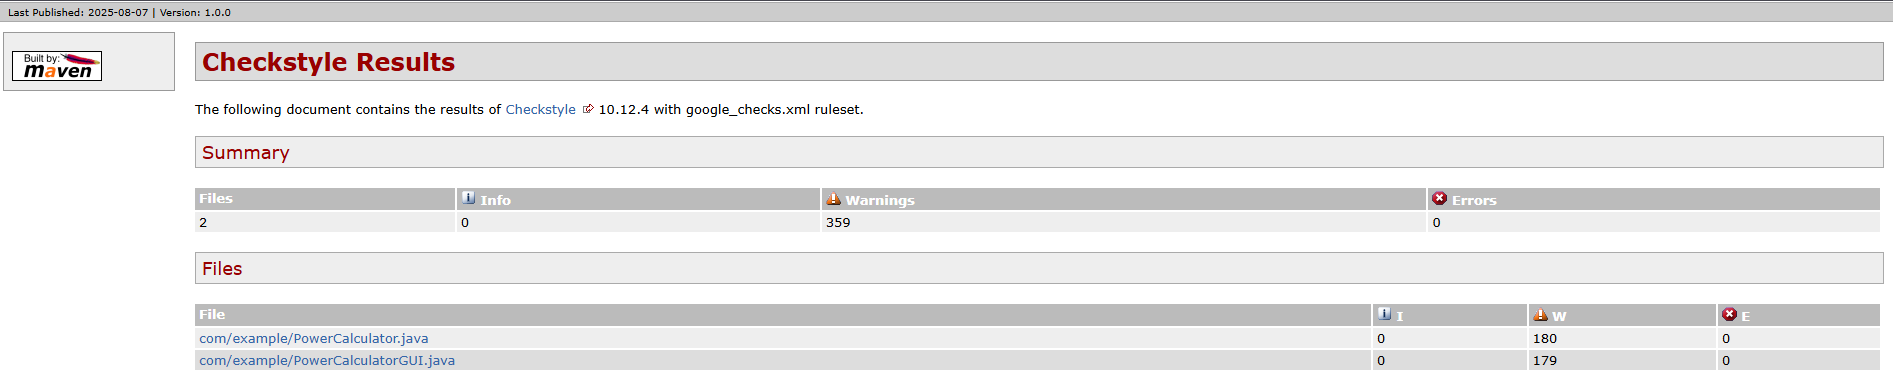 Last Published: 2025-08-07 | Version: 1.0.0
Built by:
maven
Checkstyle Results
The following document contains the results of Checkstyle 10.12.4 with google_checks.xml ruleset.
Summary
Files Info Warnings Errors
2 0 359 0
Files
File I W E
com/example/PowerCalculator.java 0 180 0
com/example/PowerCalculatorGUI.java 0 179 0